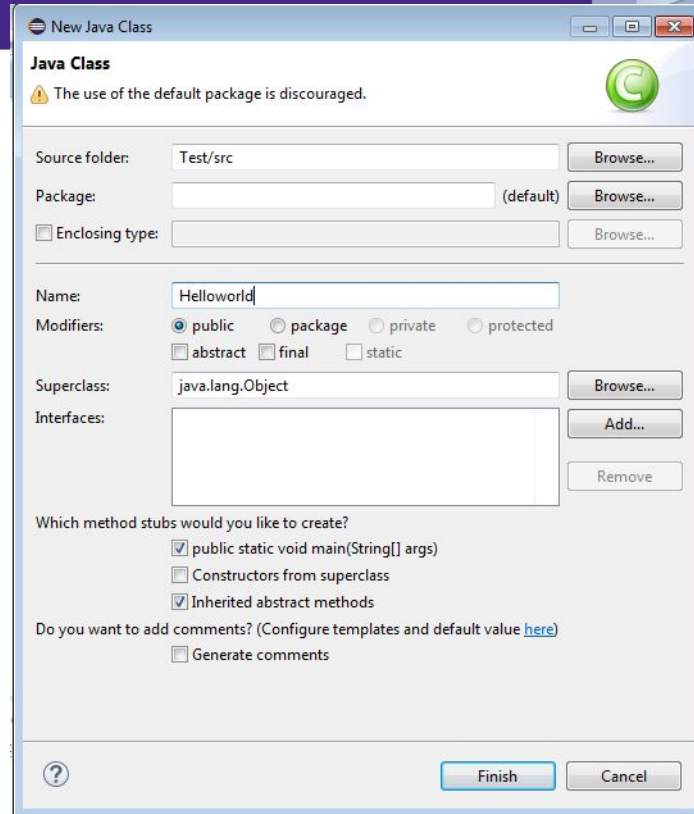 New Java Class
Java Class
The use of the default package is discouraged.
C
Source folder: Test/src Browse...
Package: (default) Browse...
Enclosing type: Browse...
Name: Helloworld
Modifiers: public package private protected
abstract final static
Superclass: java.lang.Object Browse...
Interfaces: Add...
Remove
Which method stubs would you like to create?
public static void main(String[] args)
Constructors from superclass
Inherited abstract methods
Do you want to add comments? (Configure templates and default value here)
Generate comments
? Finish Cancel